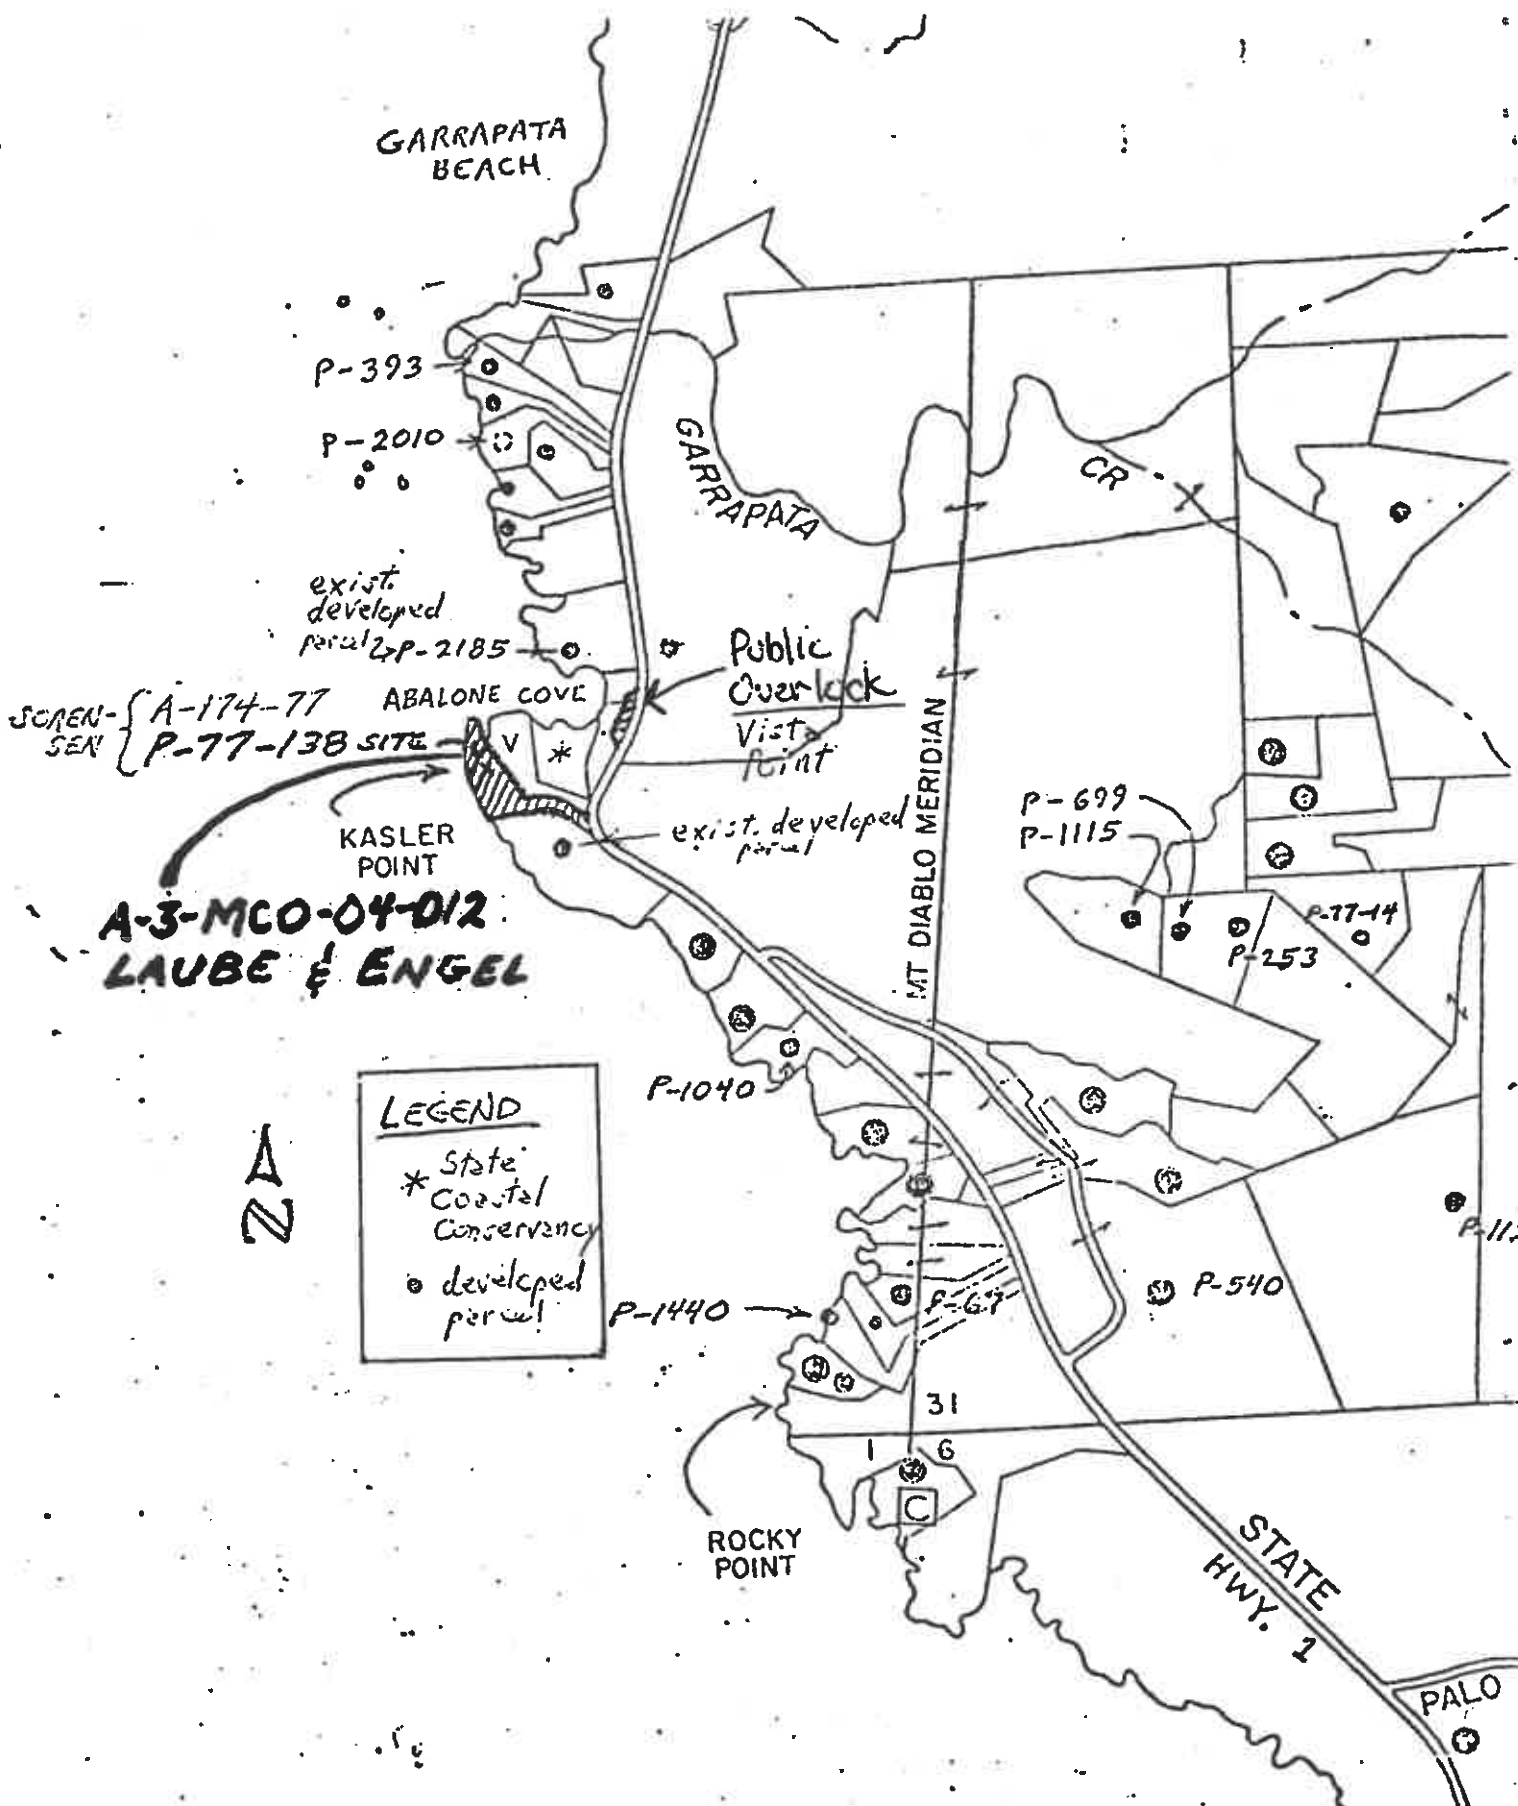 GARRAPATA
BEACH
P-393
P-2010
GARRAPATA
CR
exist.
developed
parcel P-2185
Public
Overlook
Vista
Point
ABALONE COVE
SOREN-
SEN
A-174-77
P-77-138 SITE
V
*
KASLER
POINT
exist. developed
parcel
MT DIABLO MERIDIAN
P-699
P-1115
P-77-14
P-253
A-3-MCO-04-012
LAUBE & ENGEL
P-1040
LEGEND
* State
Coastal
Conservancy
developed
parcel
N
P-1440
P-67
P-540
P-112
31
1 6
C
ROCKY
POINT
STATE
HWY. 1
PALO